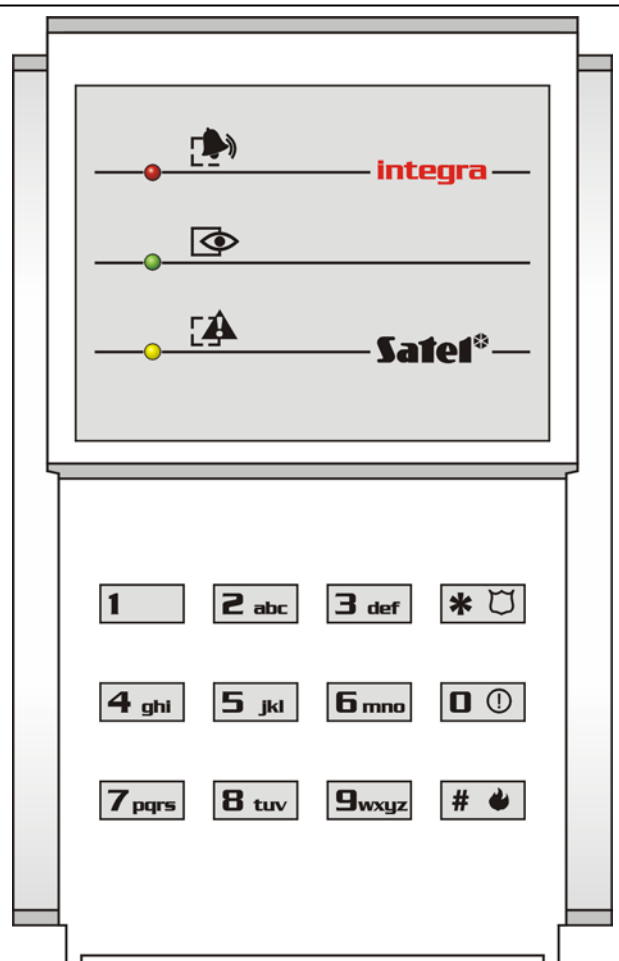 integra
Satel
1
2 abc
3 def
*
4 ghi
5 jkl
6 mno
0
7 pqrs
8 tuv
9 wxyz
#